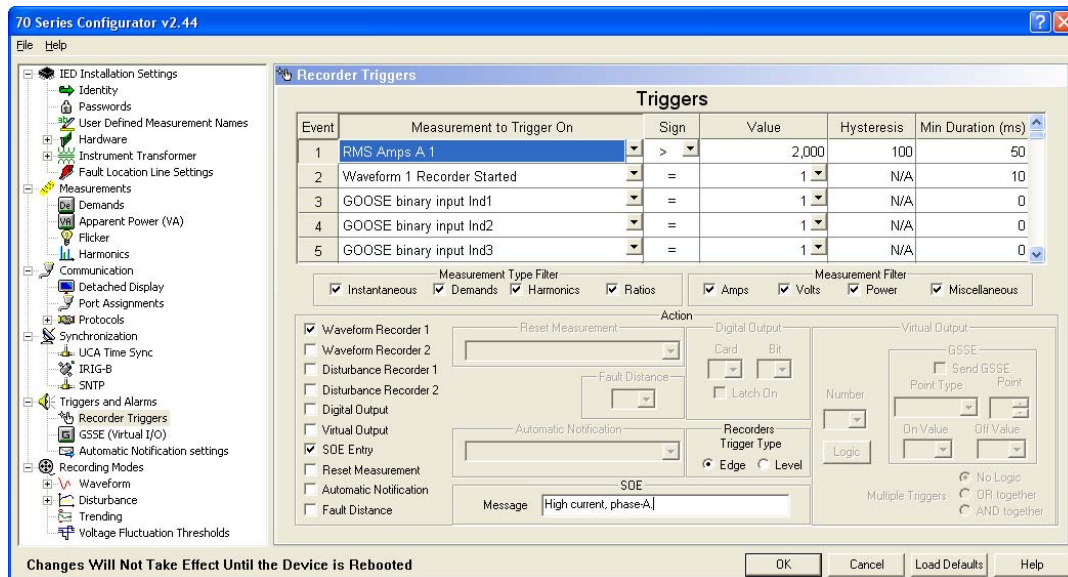 70 Series Configurator v2.44
File Help
IED Installation Settings
Identity
Passwords
User Defined Measurement Names
Hardware
Instrument Transformer
Fault Location Line Settings
Measurements
Demands
Apparent Power (VA)
Flicker
Harmonics
Communication
Detached Display
Port Assignments
Protocols
Synchronization
UCA Time Sync
IRIG-B
SNTP
Triggers and Alarms
Recorder Triggers
GSSE (Virtual I/O)
Automatic Notification settings
Recording Modes
Waveform
Disturbance
Trending
Voltage Fluctuation Thresholds
Recorder Triggers
Triggers
Event Measurement to Trigger On Sign Value Hysteresis Min Duration (ms)
1 RMS Amps A 1 > 2,000 100 50
2 Waveform 1 Recorder Started = 1 N/A 10
3 GOOSE binary input Ind1 = 1 N/A 0
4 GOOSE binary input Ind2 = 1 N/A 0
5 GOOSE binary input Ind3 = 1 N/A 0
Measurement Type Filter Measurement Filter
Instantaneous Demands Harmonics Ratios Amps Volts Power Miscellaneous
Action
Waveform Recorder 1
Waveform Recorder 2
Disturbance Recorder 1
Disturbance Recorder 2
Digital Output
Virtual Output
SOE Entry
Reset Measurement
Automatic Notification
Fault Distance
Reset Measurement
Fault Distance
Automatic Notification
Digital Output
Card Bit
Latch On
Recorders
Trigger Type
Edge Level
SOE
Message High current, phase-A.
Virtual Output
GSSE
Send GSSE
Point Type Point
Number
On Value Off Value
Logic
Multiple Triggers
No Logic
OR together
AND together
Changes Will Not Take Effect Until the Device is Rebooted
OK Cancel Load Defaults Help